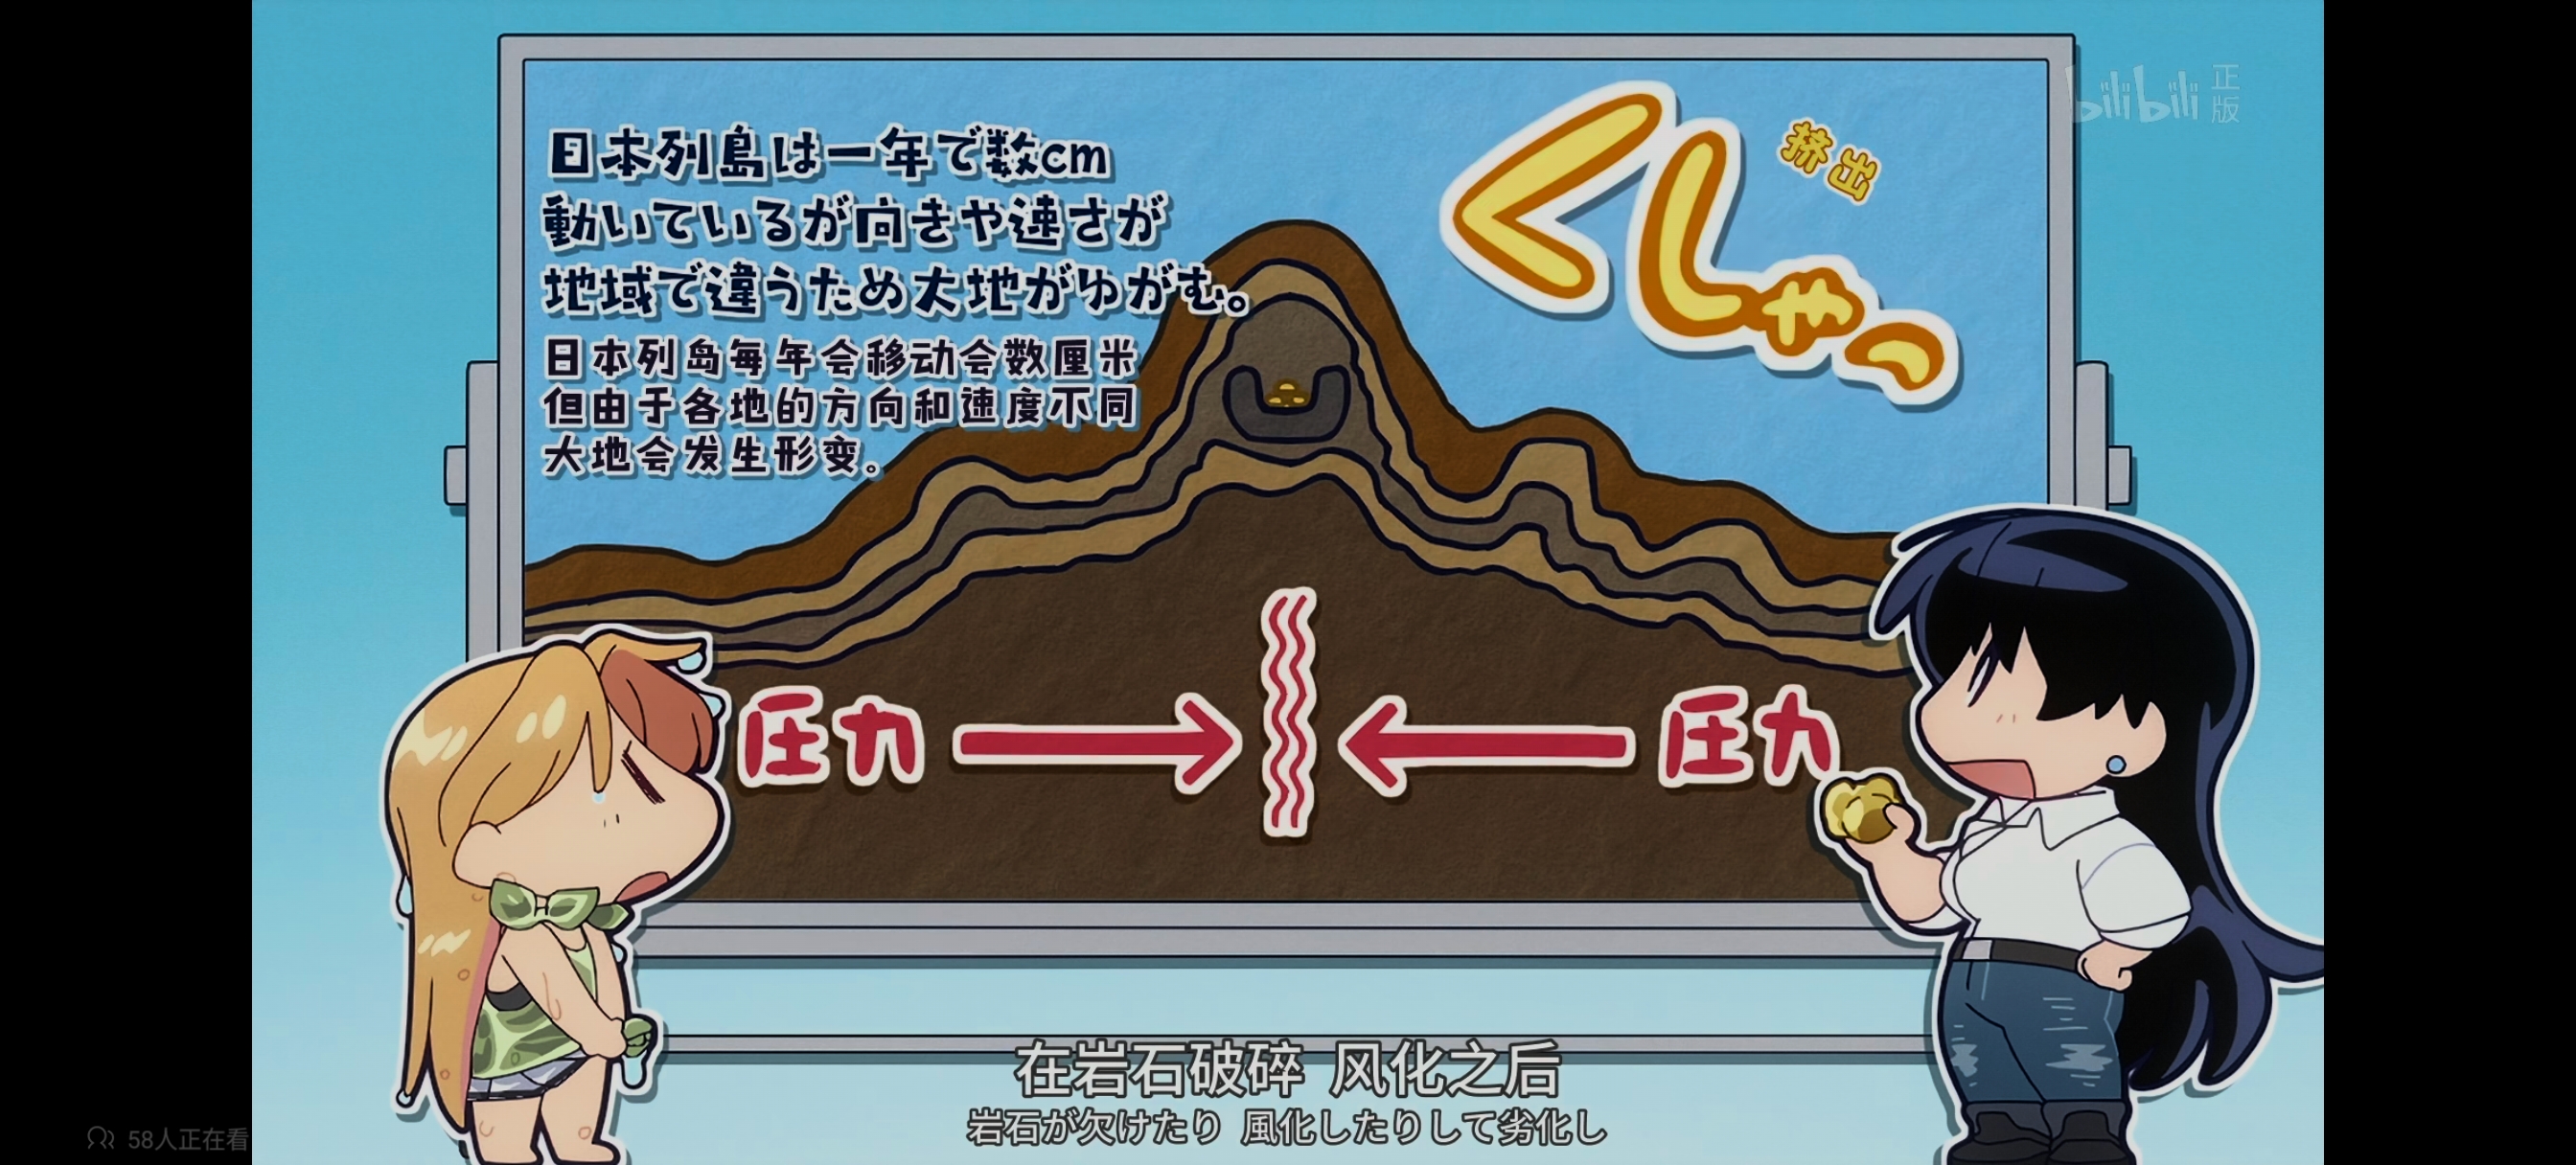 日本列島は一年で数cm
動いているが向きや速さが
地域で違うため大地がゆがむ。
日本列岛每年会移动会数厘米
但由于各地的方向和速度不同
大地会发生形变。
くしゃっ
挤出
bilibili 正版
圧力
圧力
在岩石破碎 风化之后
岩石が欠けたり 風化したりして劣化し
58人正在看